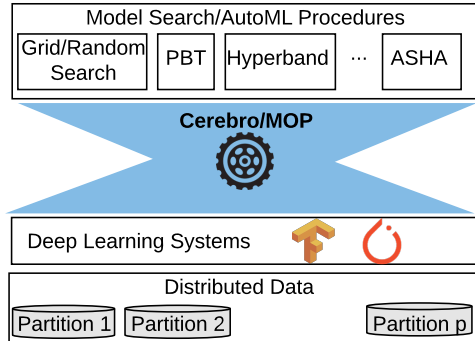 Model Search/AutoML Procedures
Grid/Random
Search
PBT
Hyperband
...
ASHA
Cerebro/MOP
Deep Learning Systems
Distributed Data
Partition 1
Partition 2
Partition p